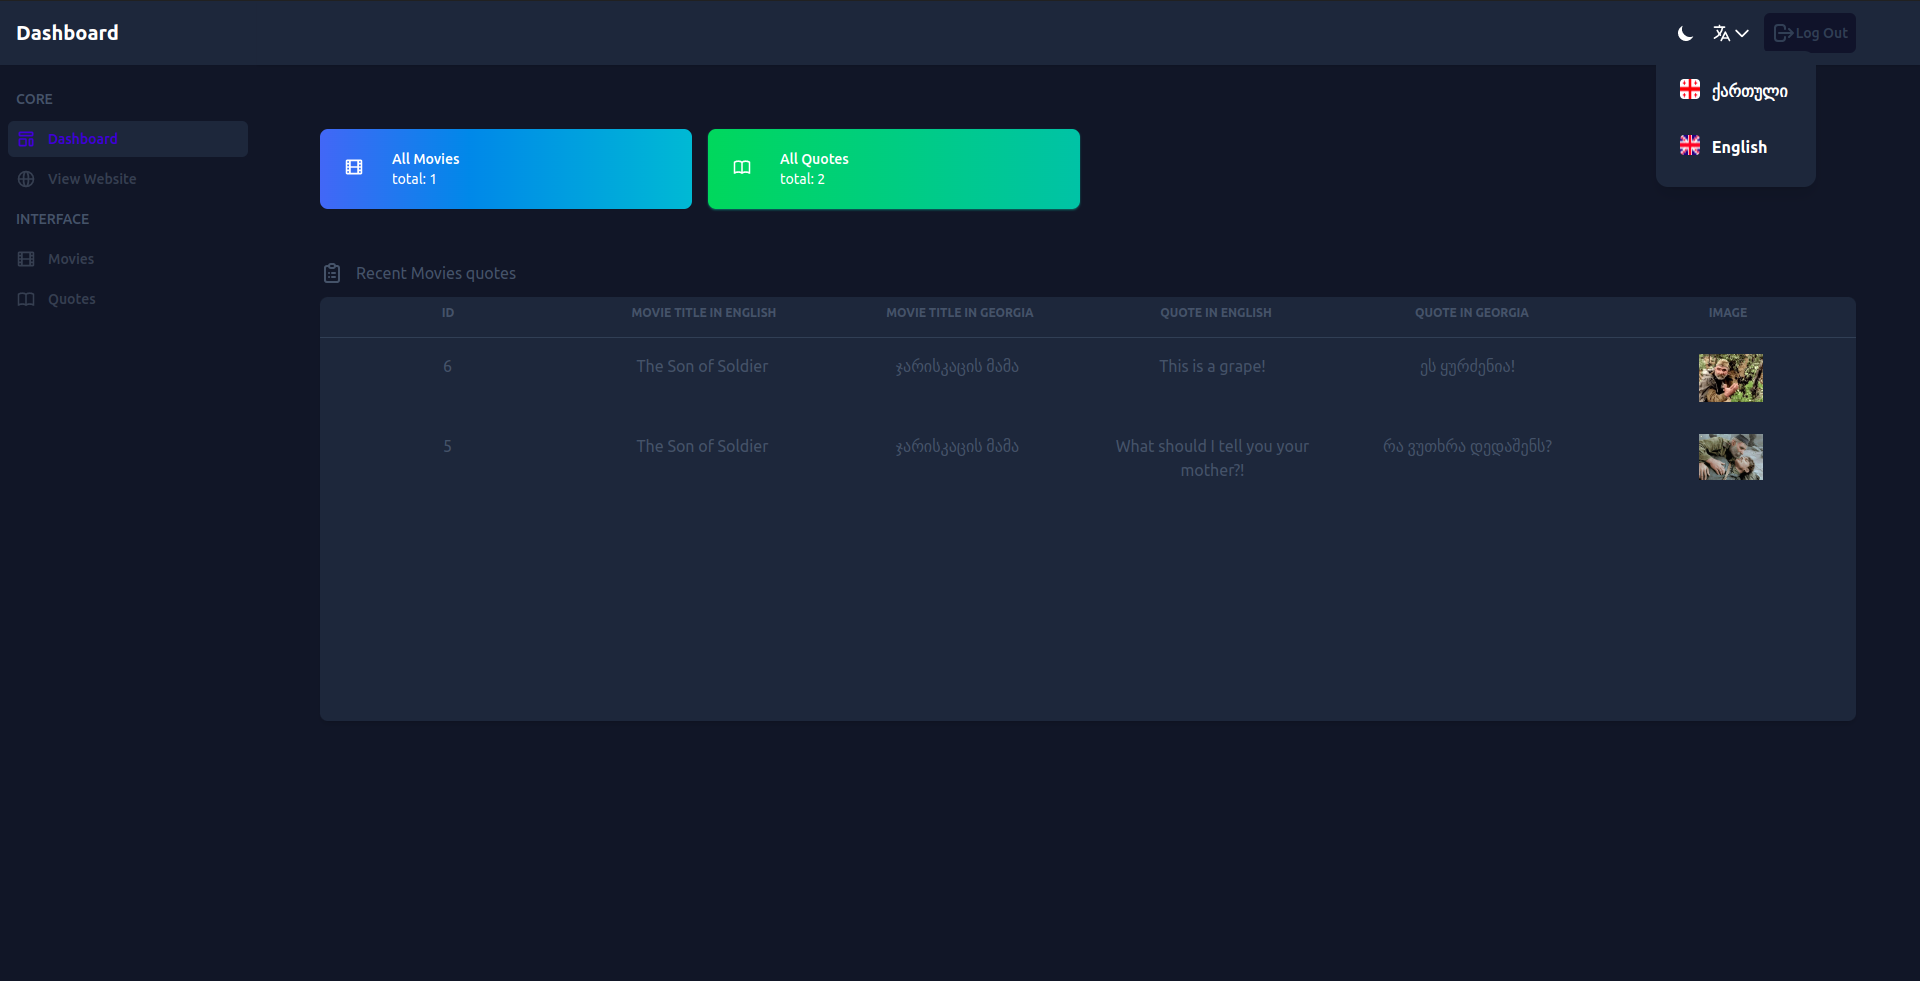 Dashboard
Log Out
ქართული
English
CORE
Dashboard
View Website
INTERFACE
Movies
Quotes
All Movies
total: 1
All Quotes
total: 2
Recent Movies quotes
ID MOVIE TITLE IN ENGLISH MOVIE TITLE IN GEORGIA QUOTE IN ENGLISH QUOTE IN GEORGIA IMAGE
6 The Son of Soldier ჯარისკაცის მამა This is a grape! ეს ყურძენია!
5 The Son of Soldier ჯარისკაცის მამა What should I tell you your რა ვუთხრა დედაშენს?
mother?!